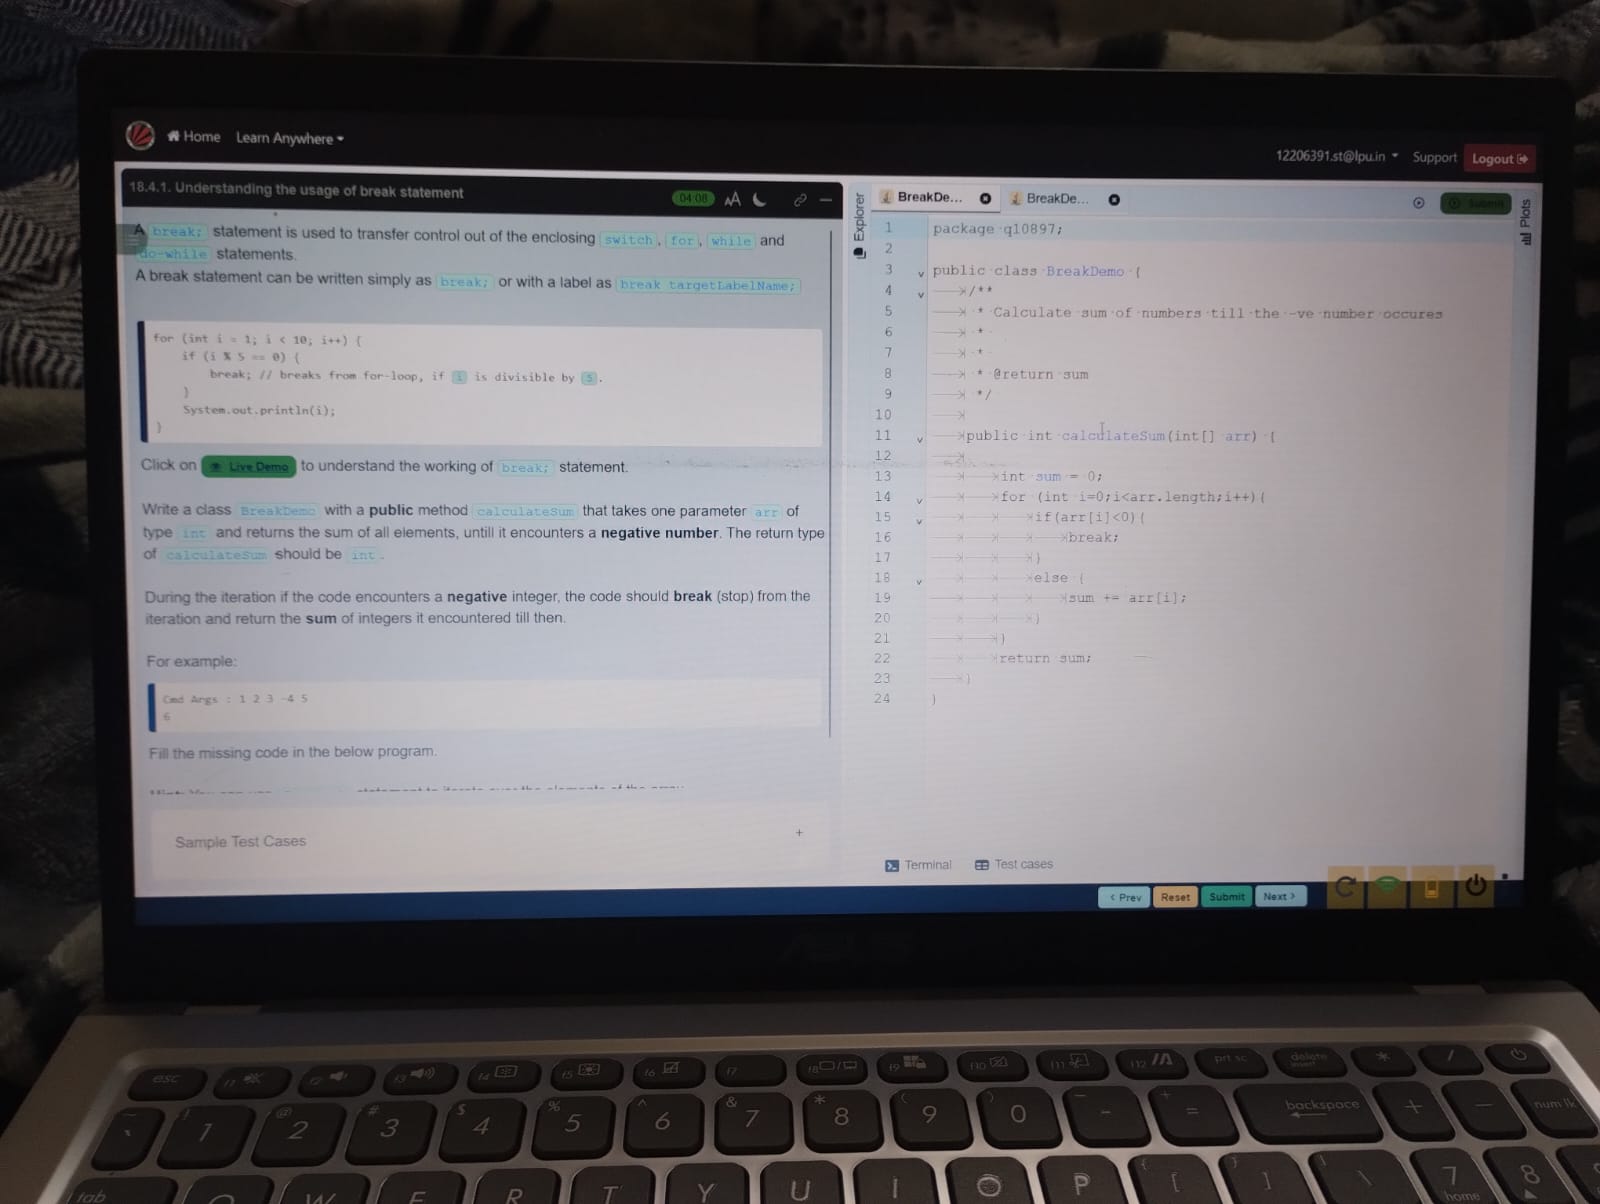 Home Learn Anywhere
12206391.st@lpu.in Support Logout
18.4.1. Understanding the usage of break statement
04:08 AA
A break; statement is used to transfer control out of the enclosing switch, for, while and
do-while statements.
A break statement can be written simply as break; or with a label as break targetLabelName;
for (int i = 1; i < 10; i++) {
if (i % 5 == 0) {
break; // breaks from for-loop, if i is divisible by 5.
}
System.out.println(i);
}
Click on Live Demo to understand the working of break; statement.
Write a class BreakDemo with a public method calculateSum that takes one parameter arr of
type int and returns the sum of all elements, untill it encounters a negative number. The return type
of calculateSum should be int.
During the iteration if the code encounters a negative integer, the code should break (stop) from the
iteration and return the sum of integers it encountered till then.
For example:
Cmd Args : 1 2 3 -4 5
6
Fill the missing code in the below program.
Sample Test Cases +
Explorer
BreakDe... BreakDe...
Submit
Plots
1 package q10897;
2
3 public class BreakDemo {
4 /**
5 * Calculate sum of numbers till the -ve number occures
6 *
7 *
8 * @return sum
9 */
10
11 public int calculateSum(int[] arr) {
12
13 int sum = 0;
14 for (int i=0;i<arr.length;i++){
15 if(arr[i]<0){
16 break;
17 }
18 else {
19 sum += arr[i];
20 }
21 }
22 return sum;
23 }
24 }
Terminal Test cases
< Prev Reset Submit Next >
esc f1 f2 f3 f4 f5 f6 f7 f8 f9 f10 f11 f12 prt sc delete insert * /
~ ! 1 @ 2 # 3 $ 4 % 5 ^ 6 & 7 * 8 ( 9 ) 0 - + = backspace + - num lk
tab W E R T Y U I O P { [ } ] \ 7 home 8